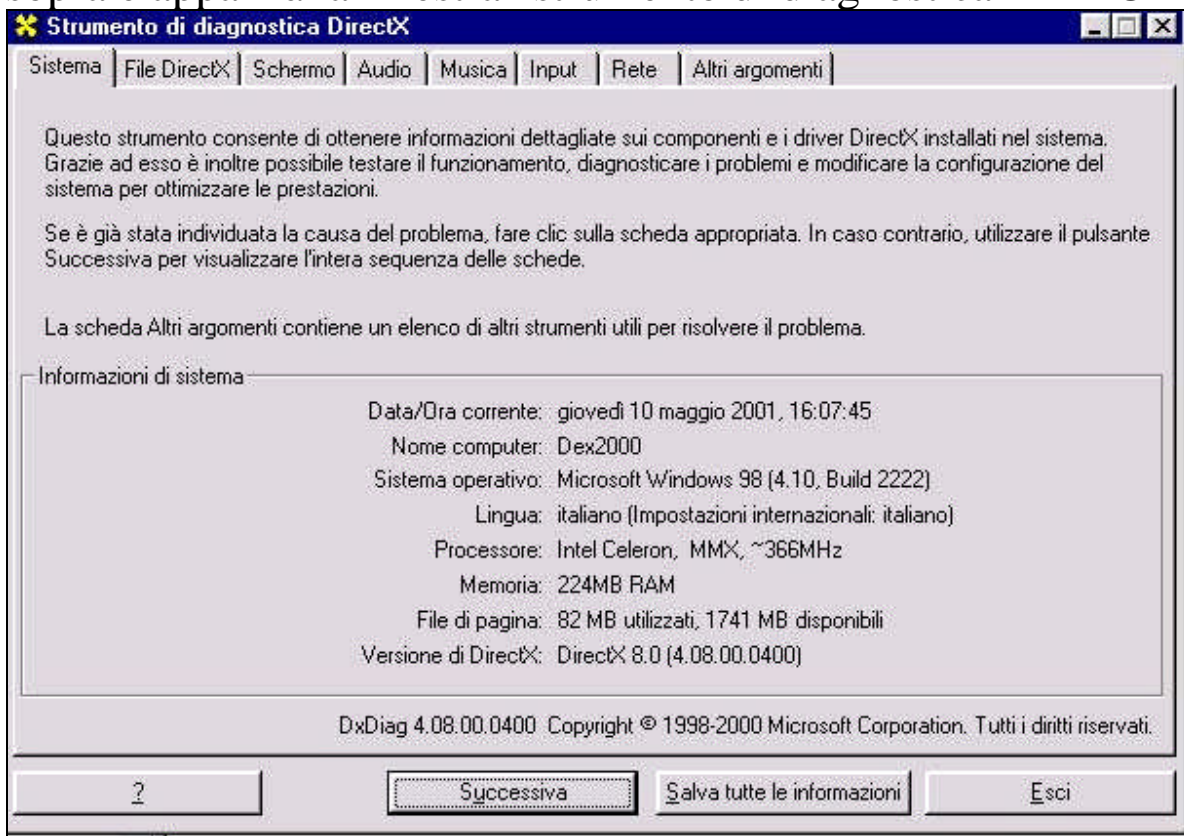 Strumento di diagnostica DirectX
Sistema File DirectX Schermo Audio Musica Input Rete Altri argomenti
Questo strumento consente di ottenere informazioni dettagliate sui componenti e i driver DirectX installati nel sistema.
Grazie ad esso è inoltre possibile testare il funzionamento, diagnosticare i problemi e modificare la configurazione del
sistema per ottimizzare le prestazioni.
Se è già stata individuata la causa del problema, fare clic sulla scheda appropriata. In caso contrario, utilizzare il pulsante
Successiva per visualizzare l'intera sequenza delle schede.
La scheda Altri argomenti contiene un elenco di altri strumenti utili per risolvere il problema.
Informazioni di sistema
Data/Ora corrente: giovedì 10 maggio 2001, 16:07:45
Nome computer: Dex2000
Sistema operativo: Microsoft Windows 98 (4.10, Build 2222)
Lingua: italiano (Impostazioni internazionali: italiano)
Processore: Intel Celeron, MMX, ~366MHz
Memoria: 224MB RAM
File di pagina: 82 MB utilizzati, 1741 MB disponibili
Versione di DirectX: DirectX 8.0 (4.08.00.0400)
DxDiag 4.08.00.0400 Copyright © 1998-2000 Microsoft Corporation. Tutti i diritti riservati.
? Successiva Salva tutte le informazioni Esci